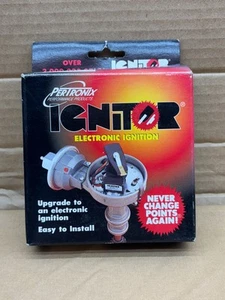 OVER
PERTRONIX
PERFORMANCE PRODUCTS
IGNITOR
ELECTRONIC IGNITION
Upgrade to
an electronic
ignition
Easy to Install
NEVER
CHANGE
POINTS
AGAIN!